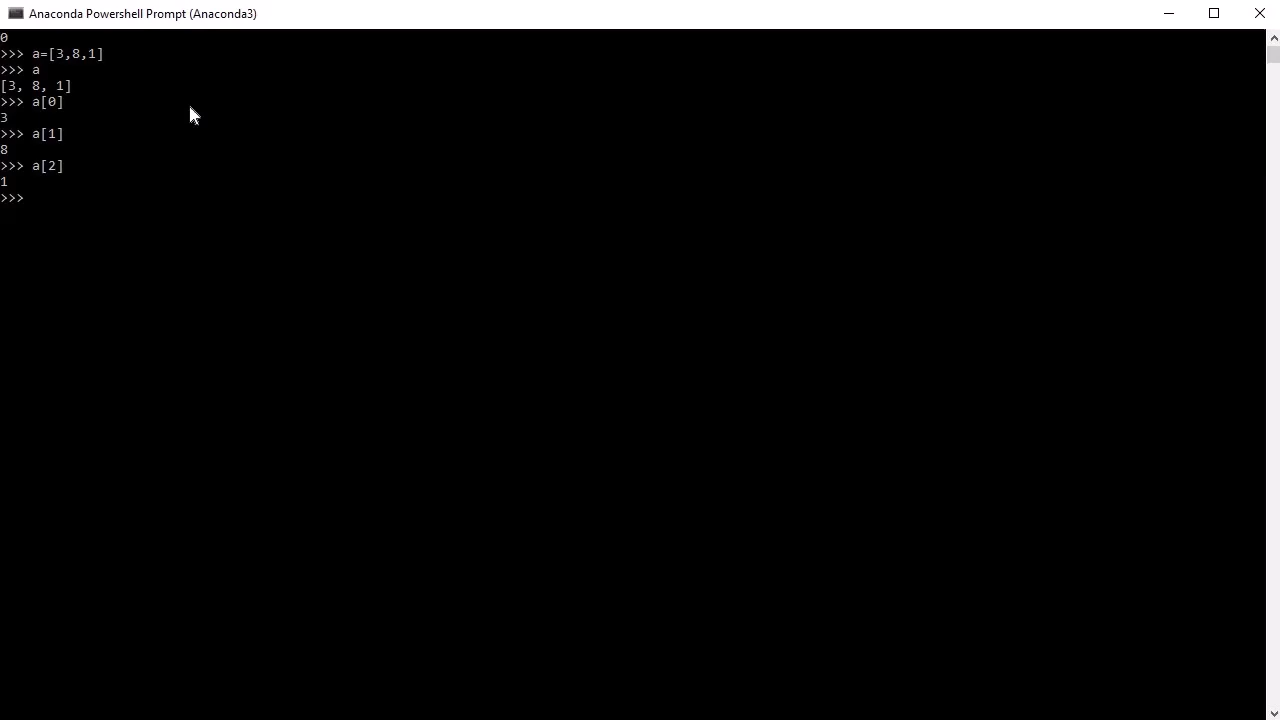 Anaconda Powershell Prompt (Anaconda3)
0
>>> a=[3,8,1]
>>> a
[3, 8, 1]
>>> a[0]
3
>>> a[1]
8
>>> a[2]
1
>>>